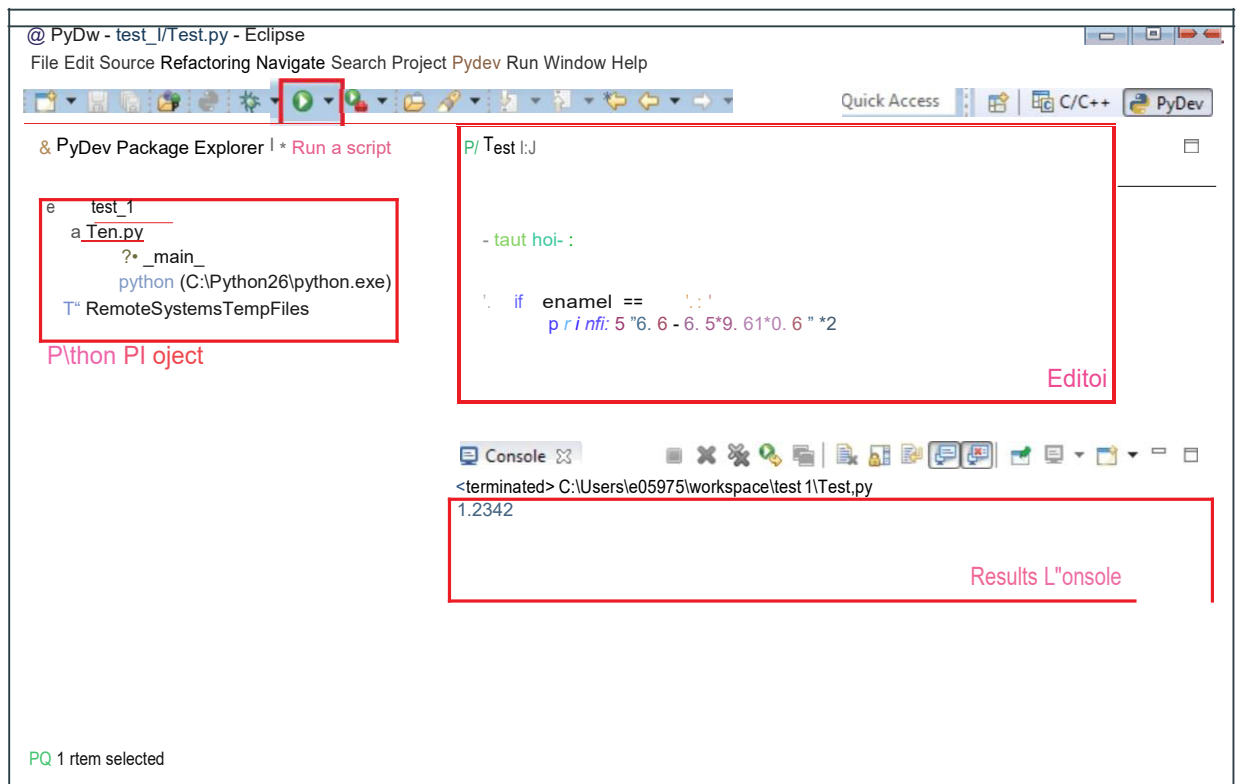 @ PyDw - test_I/Test.py - Eclipse
File Edit Source Refactoring Navigate Search Project Pydev Run Window Help
Quick Access C/C++ PyDev
& PyDev Package Explorer I * Run a script
P/ Test I:J
e test_1
a Ten.py
?• _main_
python (C:\Python26\python.exe)
T“ RemoteSystemsTempFiles
P\thon PI oject
- taut hoi- :
'. if enamel == '.: '
p r i nfi: 5 ”6. 6 - 6. 5*9. 61*0. 6 ” *2
Editoi
Console
<terminated> C:\Users\e05975\workspace\test 1\Test,py
1.2342
Results L"onsole
PQ 1 rtem selected